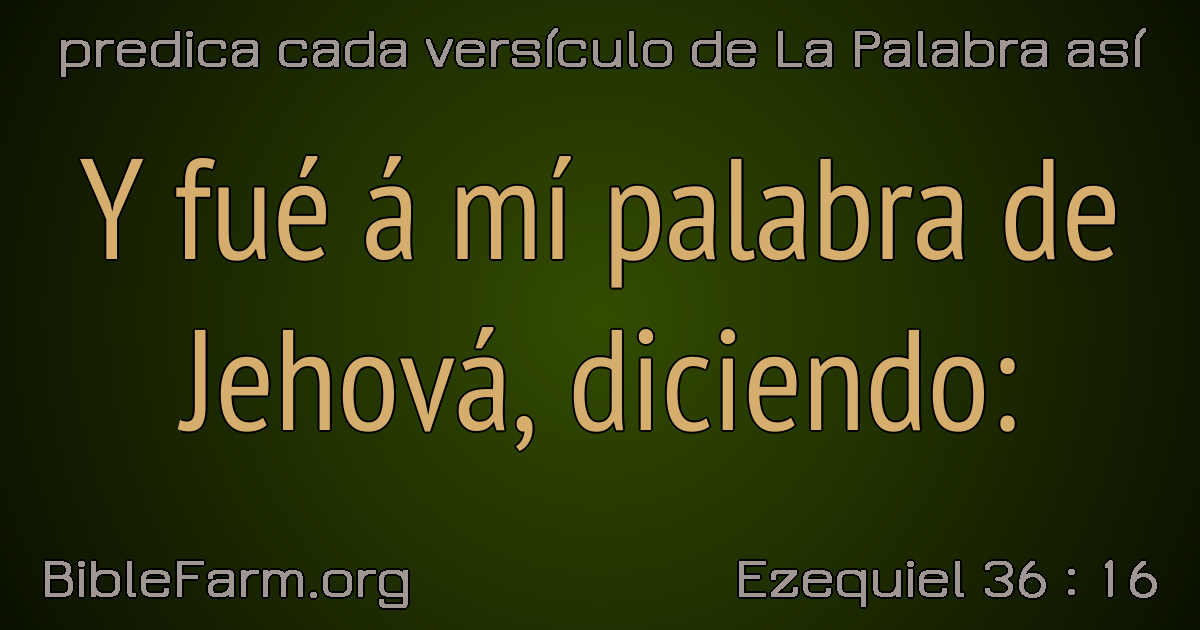 predica cada versículo de La Palabra así
Y fué á mí palabra de
Jehová, diciendo:
BibleFarm.org
Ezequiel 36 : 16